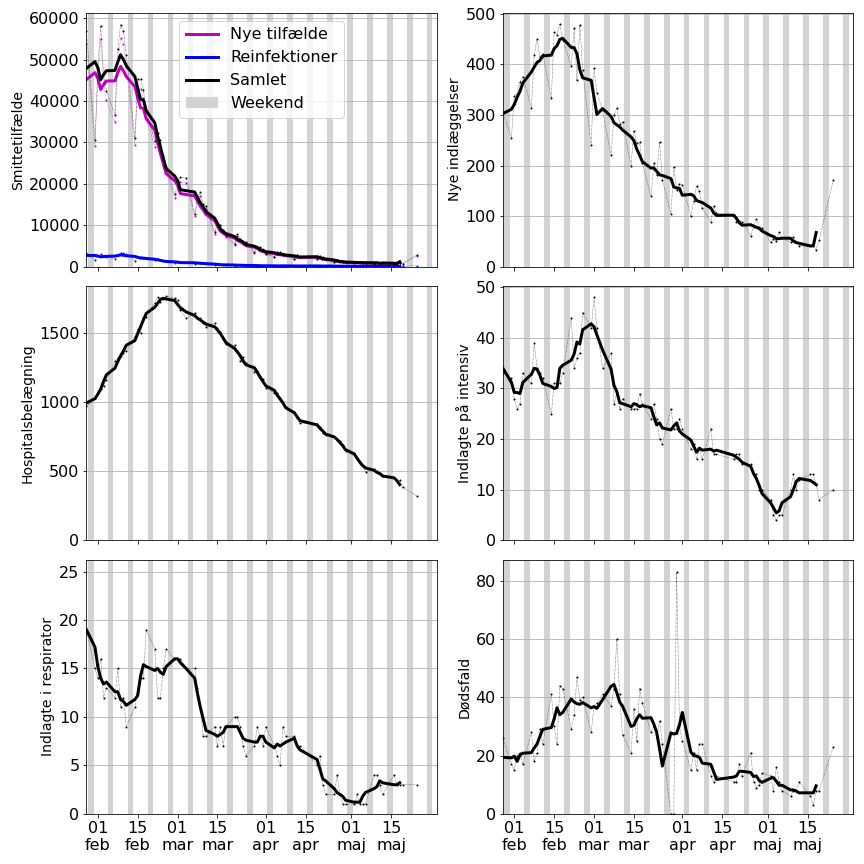 60000
50000
40000
30000
20000
10000
0
Smittetilfælde
Nye tilfælde
Reinfektioner
Samlet
Weekend
500
400
300
200
100
0
Nye indlæggelser
1500
1000
500
0
Hospitalsbelægning
50
40
30
20
10
0
Indlagte på intensiv
25
20
15
10
5
0
Indlagte i respirator
80
60
40
20
0
Dødsfald
01 15 01 15 01 15 01 15
feb feb mar mar apr apr maj maj
01 15 01 15 01 15 01 15
feb feb mar mar apr apr maj maj